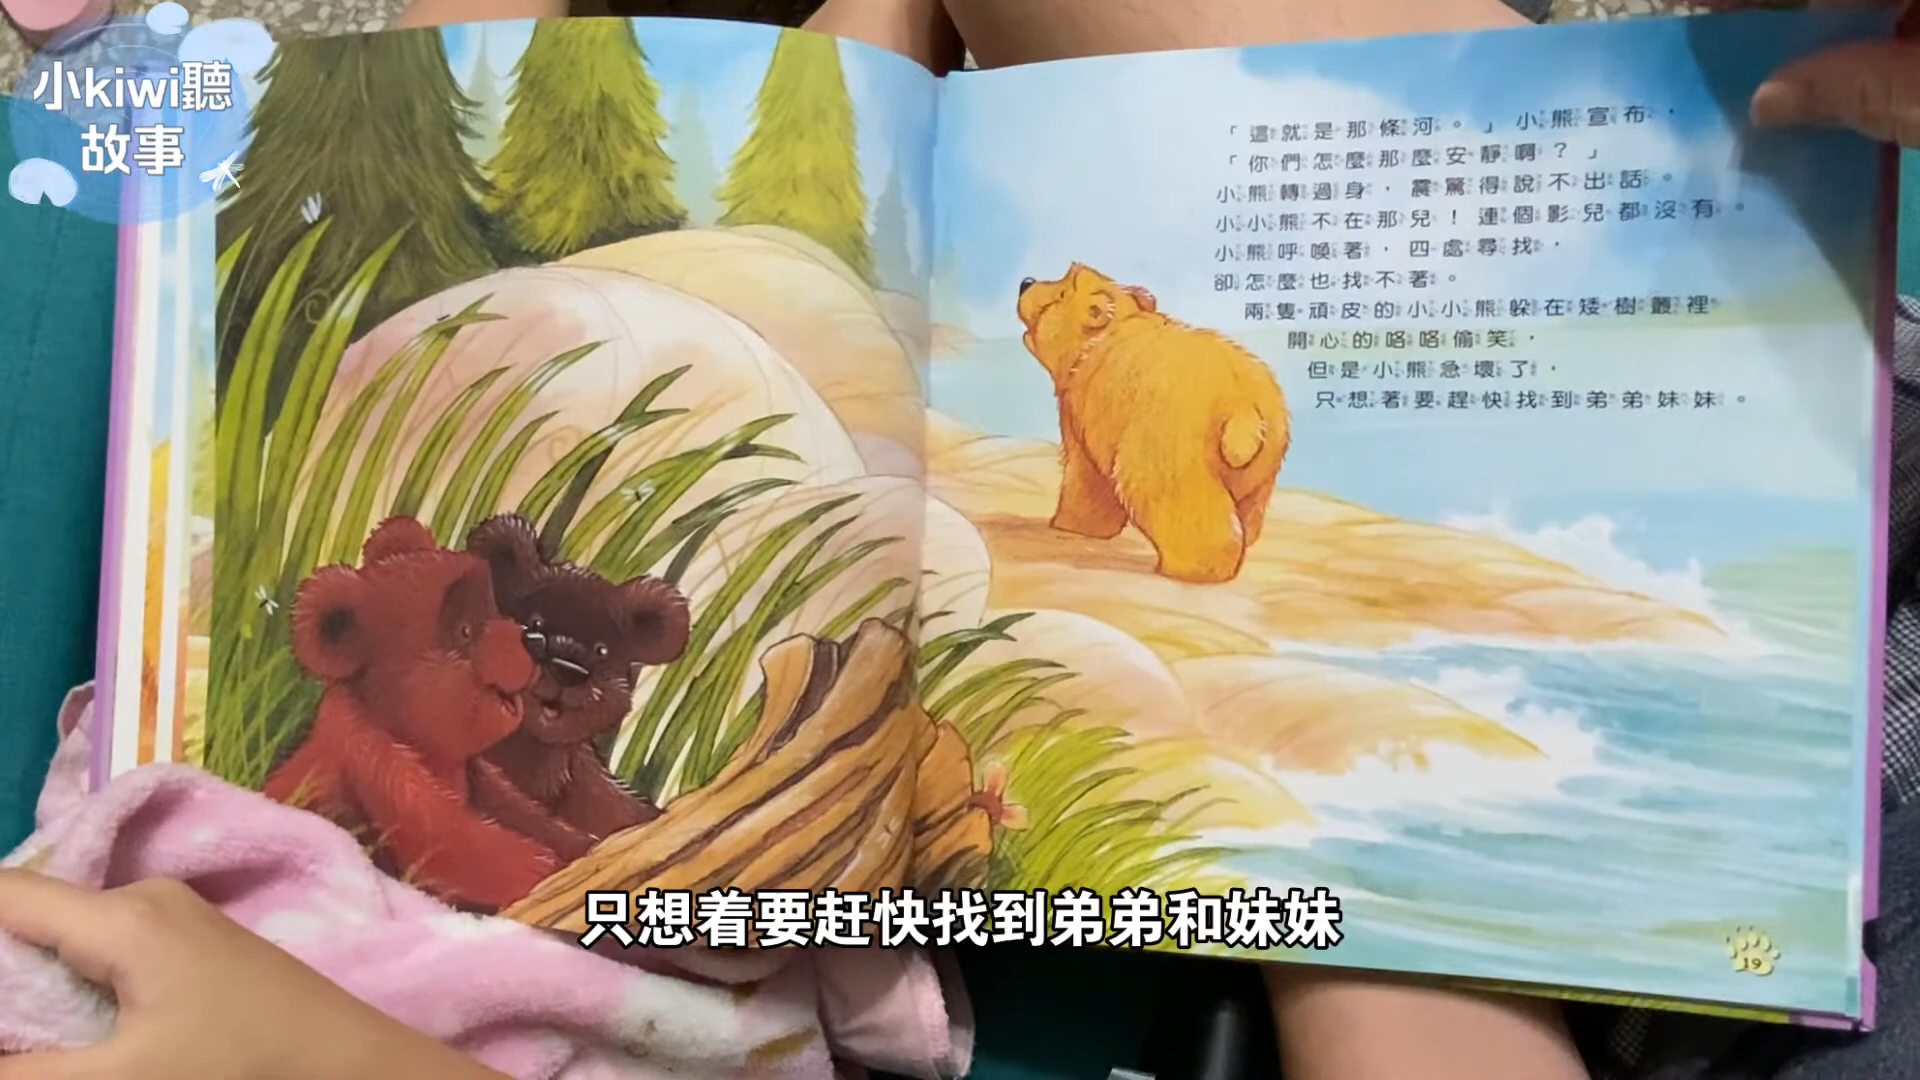 小kiwi聽
故事
「這就是那條河。」小熊宣布，
「你們怎麼那麼安靜啊？」
小熊轉過身，震驚得說不出話。
小小熊不在那兒！連個影兒都沒有。
小熊呼喚著，四處尋找，
卻怎麼也找不著。
兩隻頑皮的小小熊躲在矮樹叢裡
開心的咯咯偷笑，
但是小熊急壞了，
只想著要趕快找到弟弟妹妹。
只想着要赶快找到弟弟和妹妹
19